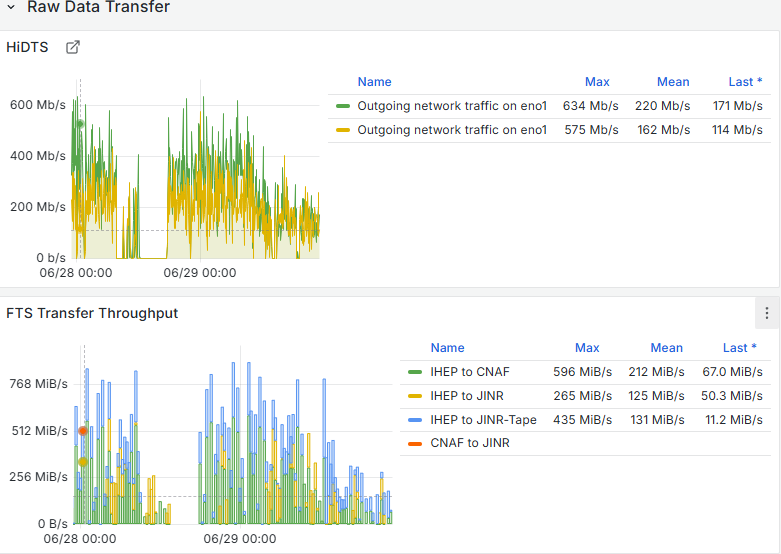 Raw Data Transfer
HiDTS
Name Max Mean Last *
Outgoing network traffic on eno1 634 Mb/s 220 Mb/s 171 Mb/s
Outgoing network traffic on eno1 575 Mb/s 162 Mb/s 114 Mb/s
600 Mb/s
400 Mb/s
200 Mb/s
0 b/s
06/28 00:00 06/29 00:00
FTS Transfer Throughput
Name Max Mean Last *
IHEP to CNAF 596 MiB/s 212 MiB/s 67.0 MiB/s
IHEP to JINR 265 MiB/s 125 MiB/s 50.3 MiB/s
IHEP to JINR-Tape 435 MiB/s 131 MiB/s 11.2 MiB/s
CNAF to JINR
768 MiB/s
512 MiB/s
256 MiB/s
0 B/s
06/28 00:00 06/29 00:00